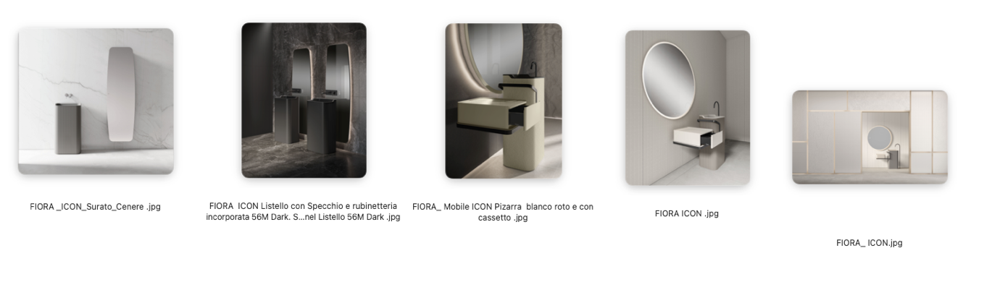 FIORA _ICON_Surato_Cenere .jpg
FIORA  ICON Listello con Specchio e rubinetteria
incorporata 56M Dark. S...nel Listello 56M Dark .jpg
FIORA_ Mobile ICON Pizarra  blanco roto e con
cassetto .jpg
FIORA ICON .jpg
FIORA_ ICON.jpg